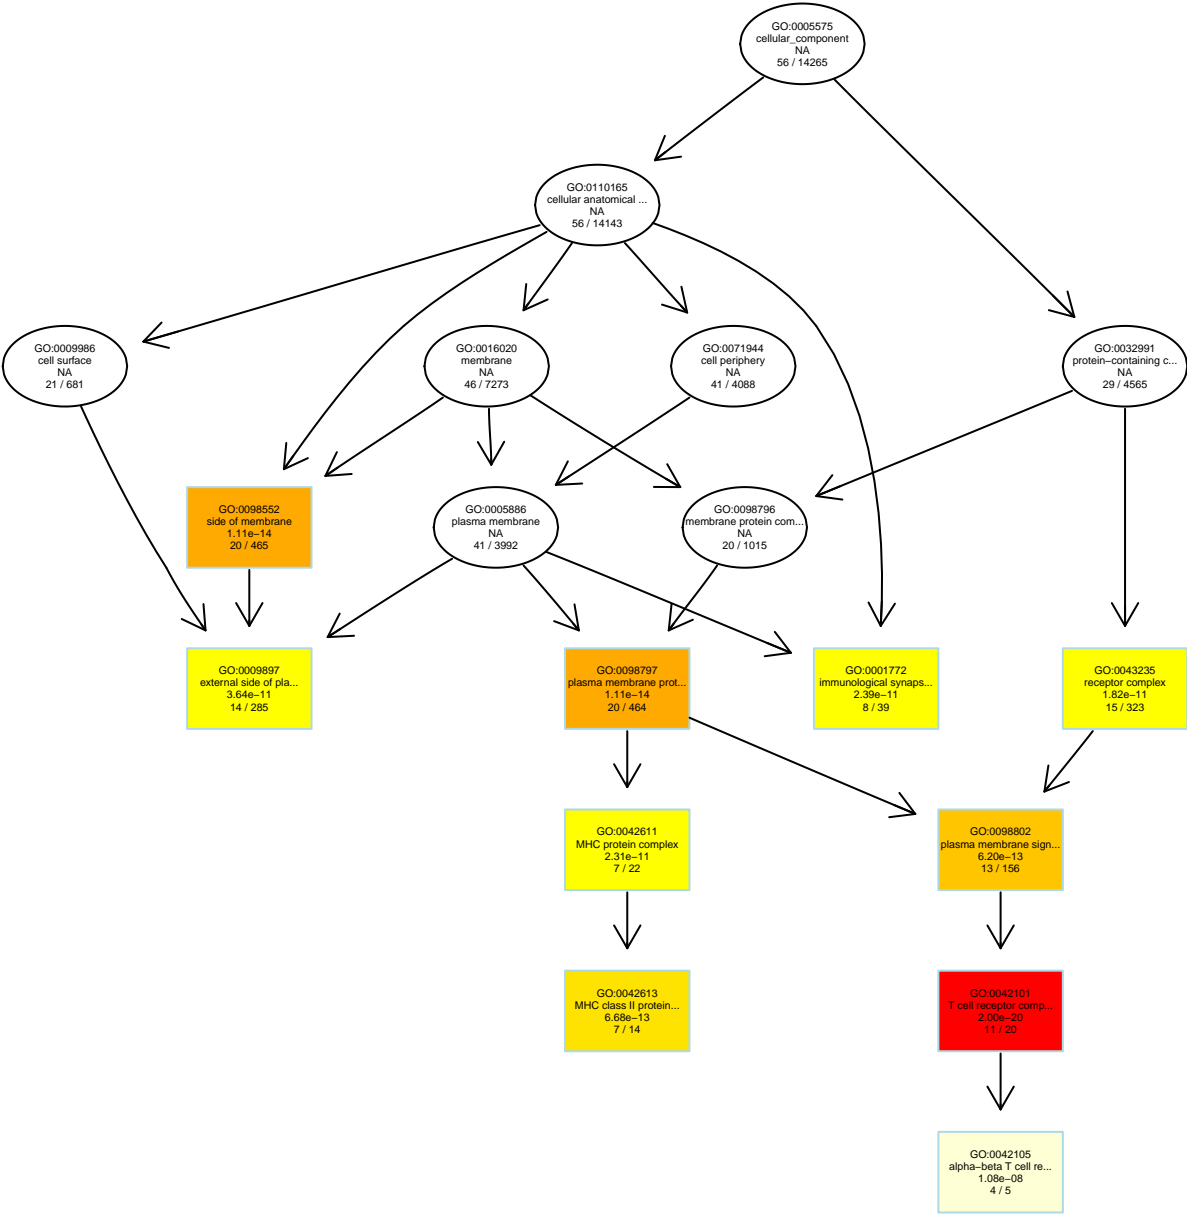 GO:0005575
cellular_component
NA
56 / 14265
GO:0110165
cellular anatomical ...
NA
56 / 14143
GO:0009986
cell surface
NA
21 / 681
GO:0016020
membrane
NA
46 / 7273
GO:0071944
cell periphery
NA
41 / 4088
GO:0032991
protein−containing c...
NA
29 / 4565
GO:0098552
side of membrane
1.11e−14
20 / 465
GO:0005886
plasma membrane
NA
41 / 3992
GO:0098796
membrane protein com...
NA
20 / 1015
GO:0009897
external side of pla...
3.64e−11
14 / 285
GO:0098797
plasma membrane prot...
1.11e−14
20 / 464
GO:0001772
immunological synaps...
2.39e−11
8 / 39
GO:0043235
receptor complex
1.82e−11
15 / 323
GO:0042611
MHC protein complex
2.31e−11
7 / 22
GO:0098802
plasma membrane sign...
6.20e−13
13 / 156
GO:0042613
MHC class II protein...
6.68e−13
7 / 14
GO:0042101
T cell receptor comp...
2.00e−20
11 / 20
GO:0042105
alpha−beta T cell re...
1.08e−08
4 / 5